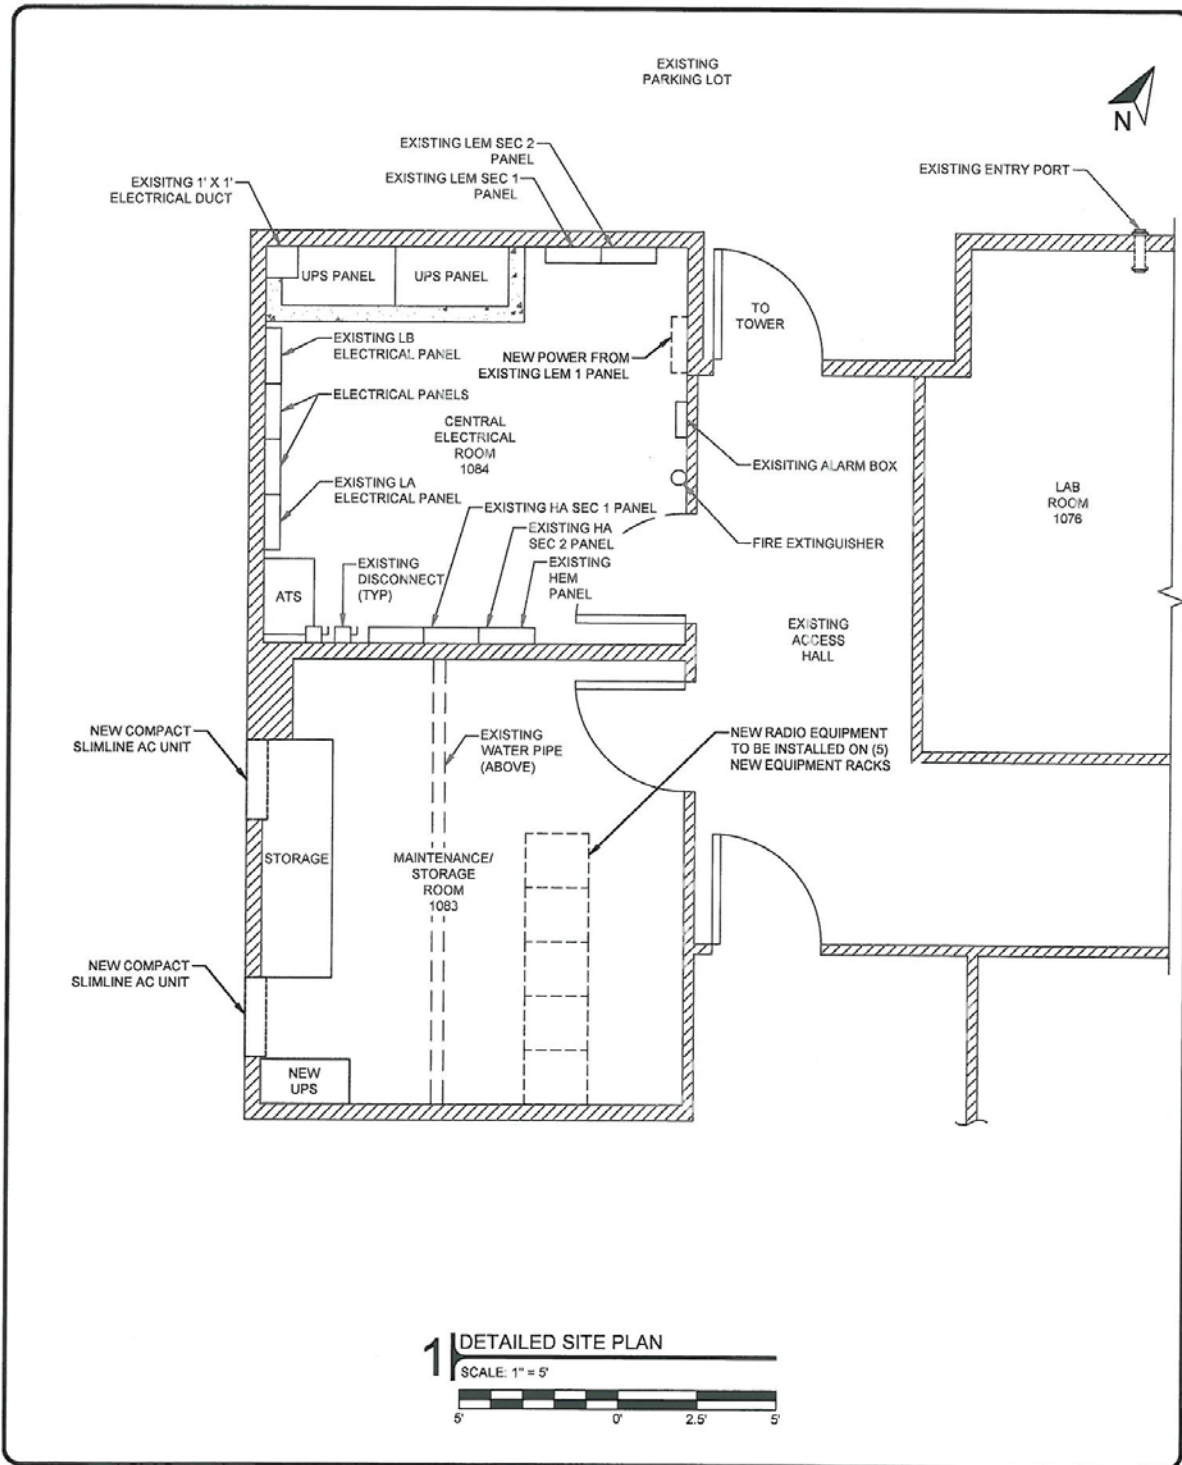 EXISTING
PARKING LOT
N
EXISTING LEM SEC 2
PANEL
EXISTING LEM SEC 1
PANEL
EXISITNG 1' X 1'
ELECTRICAL DUCT
EXISTING ENTRY PORT
UPS PANEL
UPS PANEL
TO
TOWER
EXISTING LB
ELECTRICAL PANEL
NEW POWER FROM
EXISTING LEM 1 PANEL
ELECTRICAL PANELS
CENTRAL
ELECTRICAL
ROOM
1084
EXISITING ALARM BOX
EXISTING LA
ELECTRICAL PANEL
LAB
ROOM
1076
EXISTING HA SEC 1 PANEL
EXISTING HA
SEC 2 PANEL
FIRE EXTINGUISHER
EXISTING
DISCONNECT
(TYP)
EXISTING
HEM
PANEL
ATS
EXISTING
ACCESS
HALL
NEW COMPACT
SLIMLINE AC UNIT
EXISTING
WATER PIPE
(ABOVE)
NEW RADIO EQUIPMENT
TO BE INSTALLED ON (5)
NEW EQUIPMENT RACKS
STORAGE
MAINTENANCE/
STORAGE
ROOM
1083
NEW COMPACT
SLIMLINE AC UNIT
NEW
UPS
1
DETAILED SITE PLAN
SCALE: 1" = 5'
5' 0' 2.5' 5'